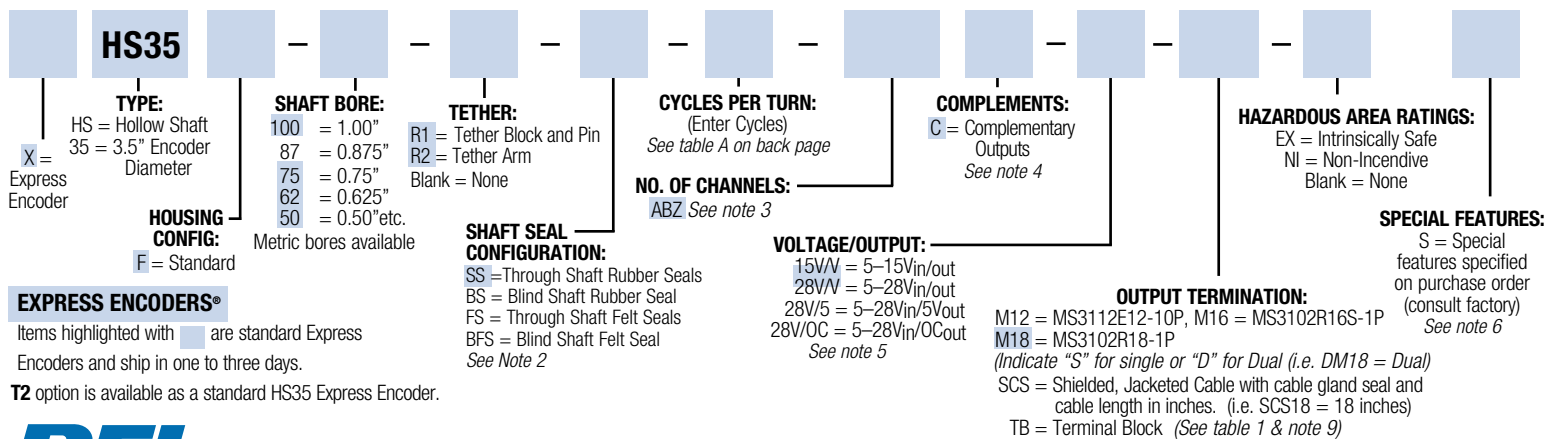 HS35
X =
Express
Encoder
TYPE:
HS = Hollow Shaft
35 = 3.5" Encoder
Diameter
HOUSING
CONFIG:
F = Standard
SHAFT BORE:
100 = 1.00"
87 = 0.875"
75 = 0.75"
62 = 0.625"
50 = 0.50"etc.
Metric bores available
TETHER:
R1 = Tether Block and Pin
R2 = Tether Arm
Blank = None
SHAFT SEAL
CONFIGURATION:
SS =Through Shaft Rubber Seals
BS = Blind Shaft Rubber Seal
FS = Through Shaft Felt Seals
BFS = Blind Shaft Felt Seal
See Note 2
CYCLES PER TURN:
(Enter Cycles)
See table A on back page
NO. OF CHANNELS:
ABZ See note 3
COMPLEMENTS:
C = Complementary
Outputs
See note 4
VOLTAGE/OUTPUT:
15V/V = 5–15Vin/out
28V/V = 5–28Vin/out
28V/5 = 5–28Vin/5Vout
28V/OC = 5–28Vin/OCout
See note 5
OUTPUT TERMINATION:
M12 = MS3112E12-10P, M16 = MS3102R16S-1P
M18 = MS3102R18-1P
(Indicate "S" for single or "D" for Dual (i.e. DM18 = Dual)
SCS = Shielded, Jacketed Cable with cable gland seal and
cable length in inches. (i.e. SCS18 = 18 inches)
TB = Terminal Block (See table 1 & note 9)
HAZARDOUS AREA RATINGS:
EX = Intrinsically Safe
NI = Non-Incendive
Blank = None
SPECIAL FEATURES:
S = Special
features specified
on purchase order
(consult factory)
See note 6
EXPRESS ENCODERS®
Items highlighted with are standard Express
Encoders and ship in one to three days.
T2 option is available as a standard HS35 Express Encoder.